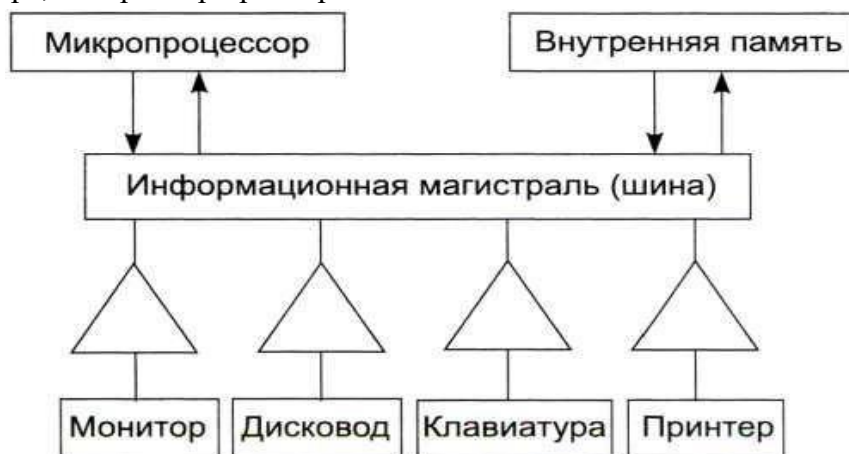 Микропроцессор Внутренняя память
Информационная магистраль (шина)
Монитор Дисковод Клавиатура Принтер